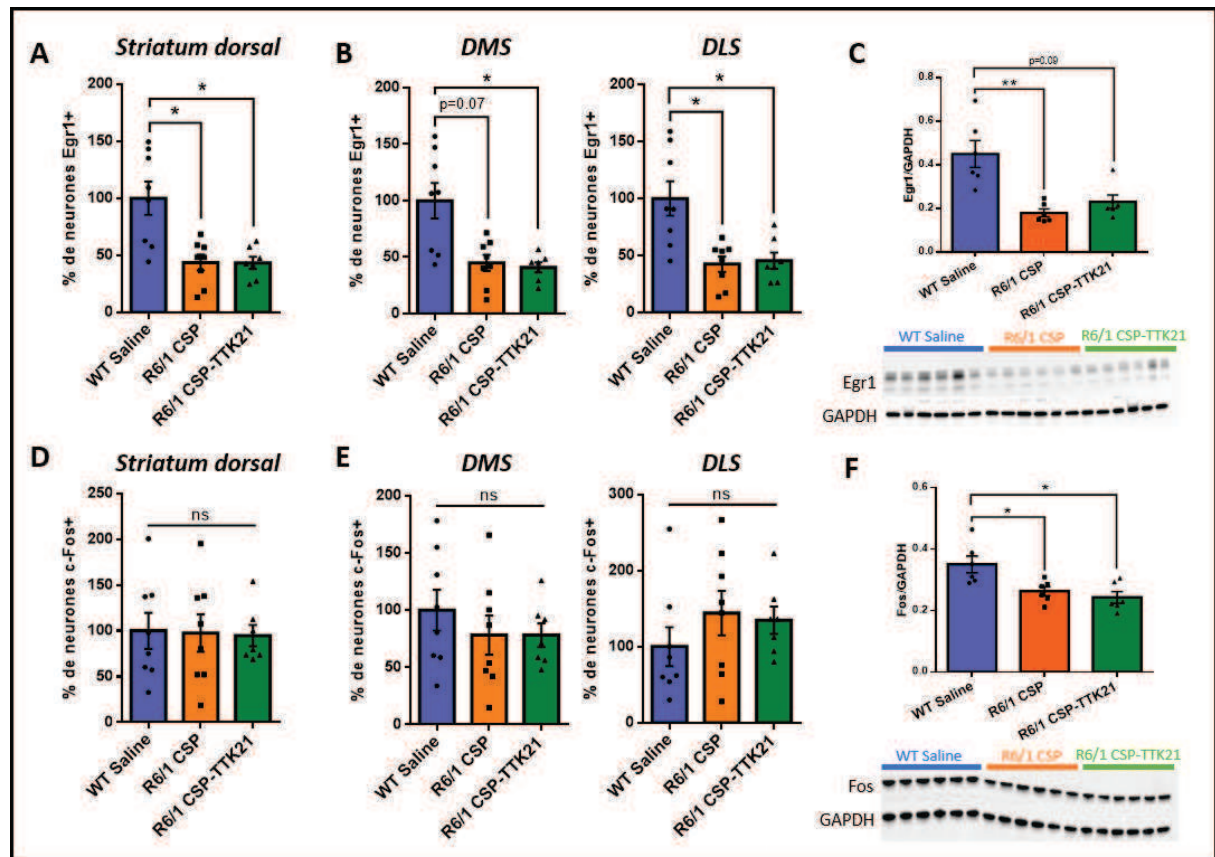 A
Striatum dorsal
% de neurones Egr1+
200
150
100
50
0
*
*
WT Saline
R6/1 CSP
R6/1 CSP-TTK21
B
DMS
% de neurones Egr1+
200
150
100
50
0
*
p=0.07
WT Saline
R6/1 CSP
R6/1 CSP-TTK21
DLS
% de neurones Egr1+
200
150
100
50
0
*
*
WT Saline
R6/1 CSP
R6/1 CSP-TTK21
C
Egr1/GAPDH
0.8
0.6
0.4
0.2
0.0
p=0.09
**
WT Saline
R6/1 CSP
R6/1 CSP-TTK21
WT Saline R6/1 CSP R6/1 CSP-TTK21
Egr1
GAPDH
D
Striatum dorsal
% de neurones c-Fos+
250
200
150
100
50
0
ns
WT Saline
R6/1 CSP
R6/1 CSP-TTK21
E
DMS
% de neurones c-Fos+
200
150
100
50
0
ns
WT Saline
R6/1 CSP
R6/1 CSP-TTK21
DLS
% de neurones c-Fos+
300
200
100
0
ns
WT Saline
R6/1 CSP
R6/1 CSP-TTK21
F
Fos/GAPDH
0.6
0.4
0.2
0.0
*
*
WT Saline
R6/1 CSP
R6/1 CSP-TTK21
WT Saline R6/1 CSP R6/1 CSP-TTK21
Fos
GAPDH